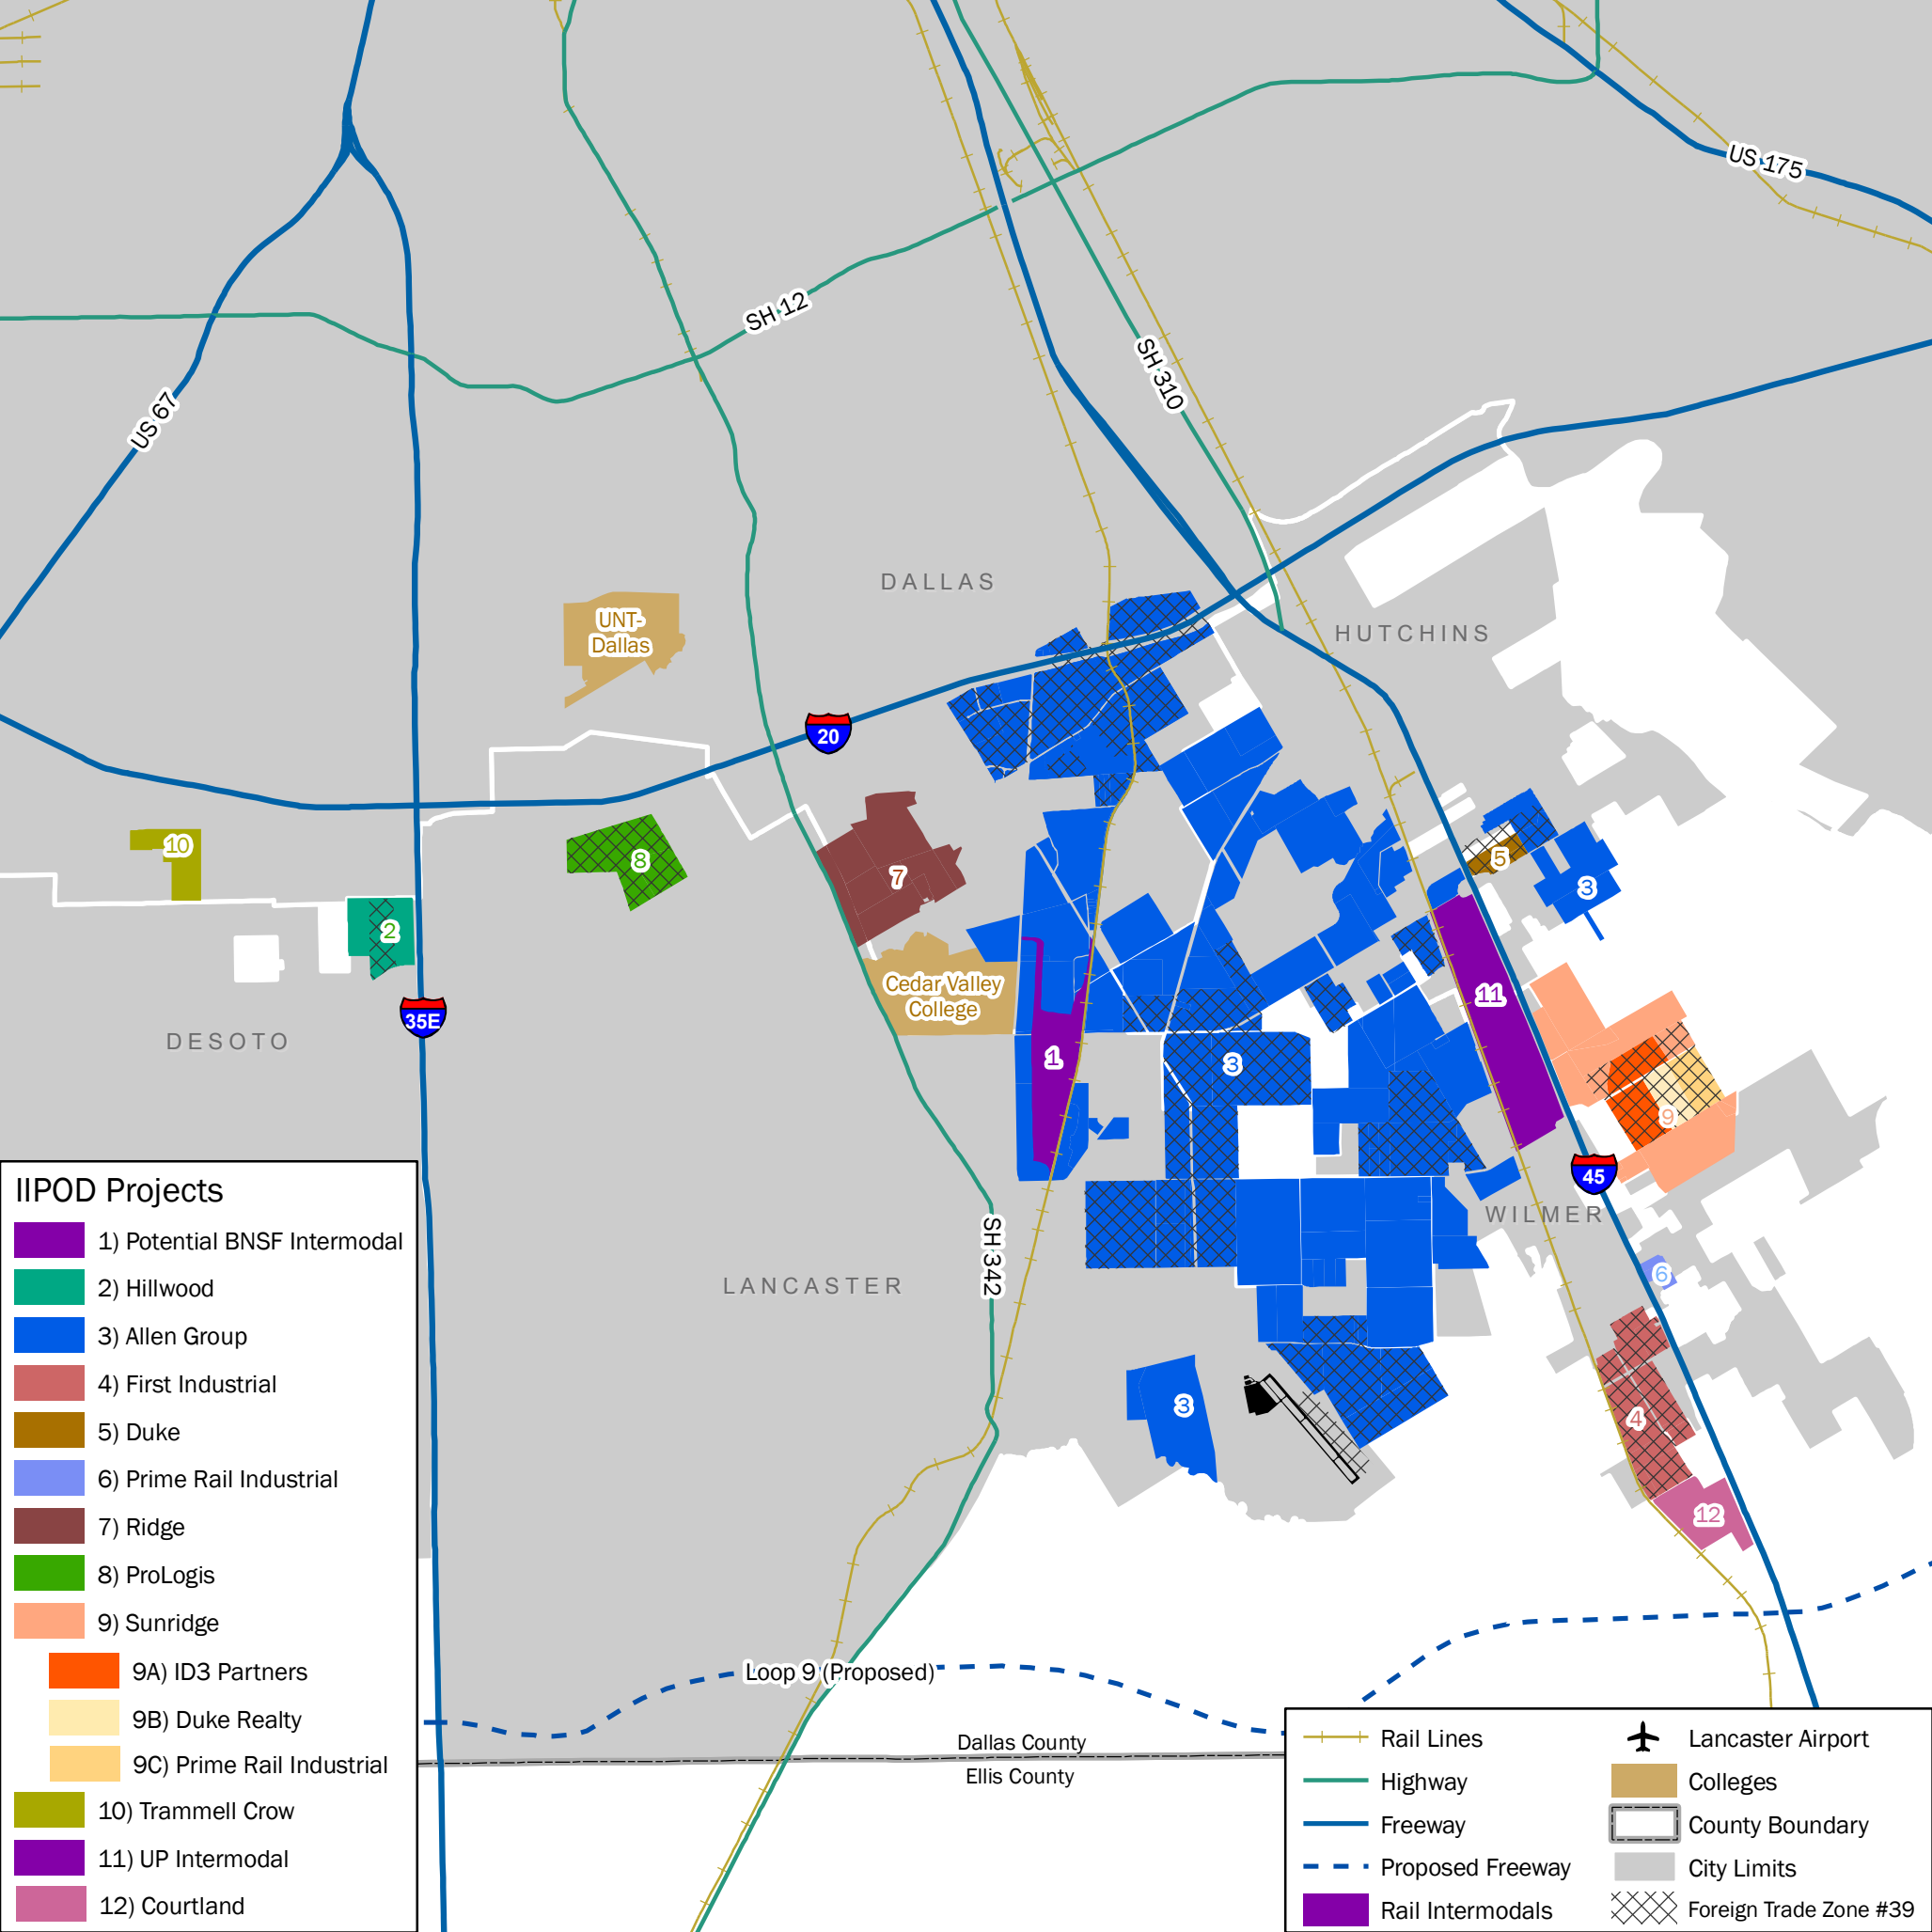 US 175
SH 12
SH 310
US 67
DALLAS
UNT-
Dallas
HUTCHINS
20
10
8
7
5
3
2
Cedar Valley
College
11
35E
DESOTO
1
3
9
45
WILMER
SH 342
6
LANCASTER
3
4
12
Loop 9 (Proposed)
Dallas County
Ellis County
IIPOD Projects
1) Potential BNSF Intermodal
2) Hillwood
3) Allen Group
4) First Industrial
5) Duke
6) Prime Rail Industrial
7) Ridge
8) ProLogis
9) Sunridge
9A) ID3 Partners
9B) Duke Realty
9C) Prime Rail Industrial
10) Trammell Crow
11) UP Intermodal
12) Courtland
Rail Lines
Highway
Freeway
Proposed Freeway
Rail Intermodals
Lancaster Airport
Colleges
County Boundary
City Limits
Foreign Trade Zone #39